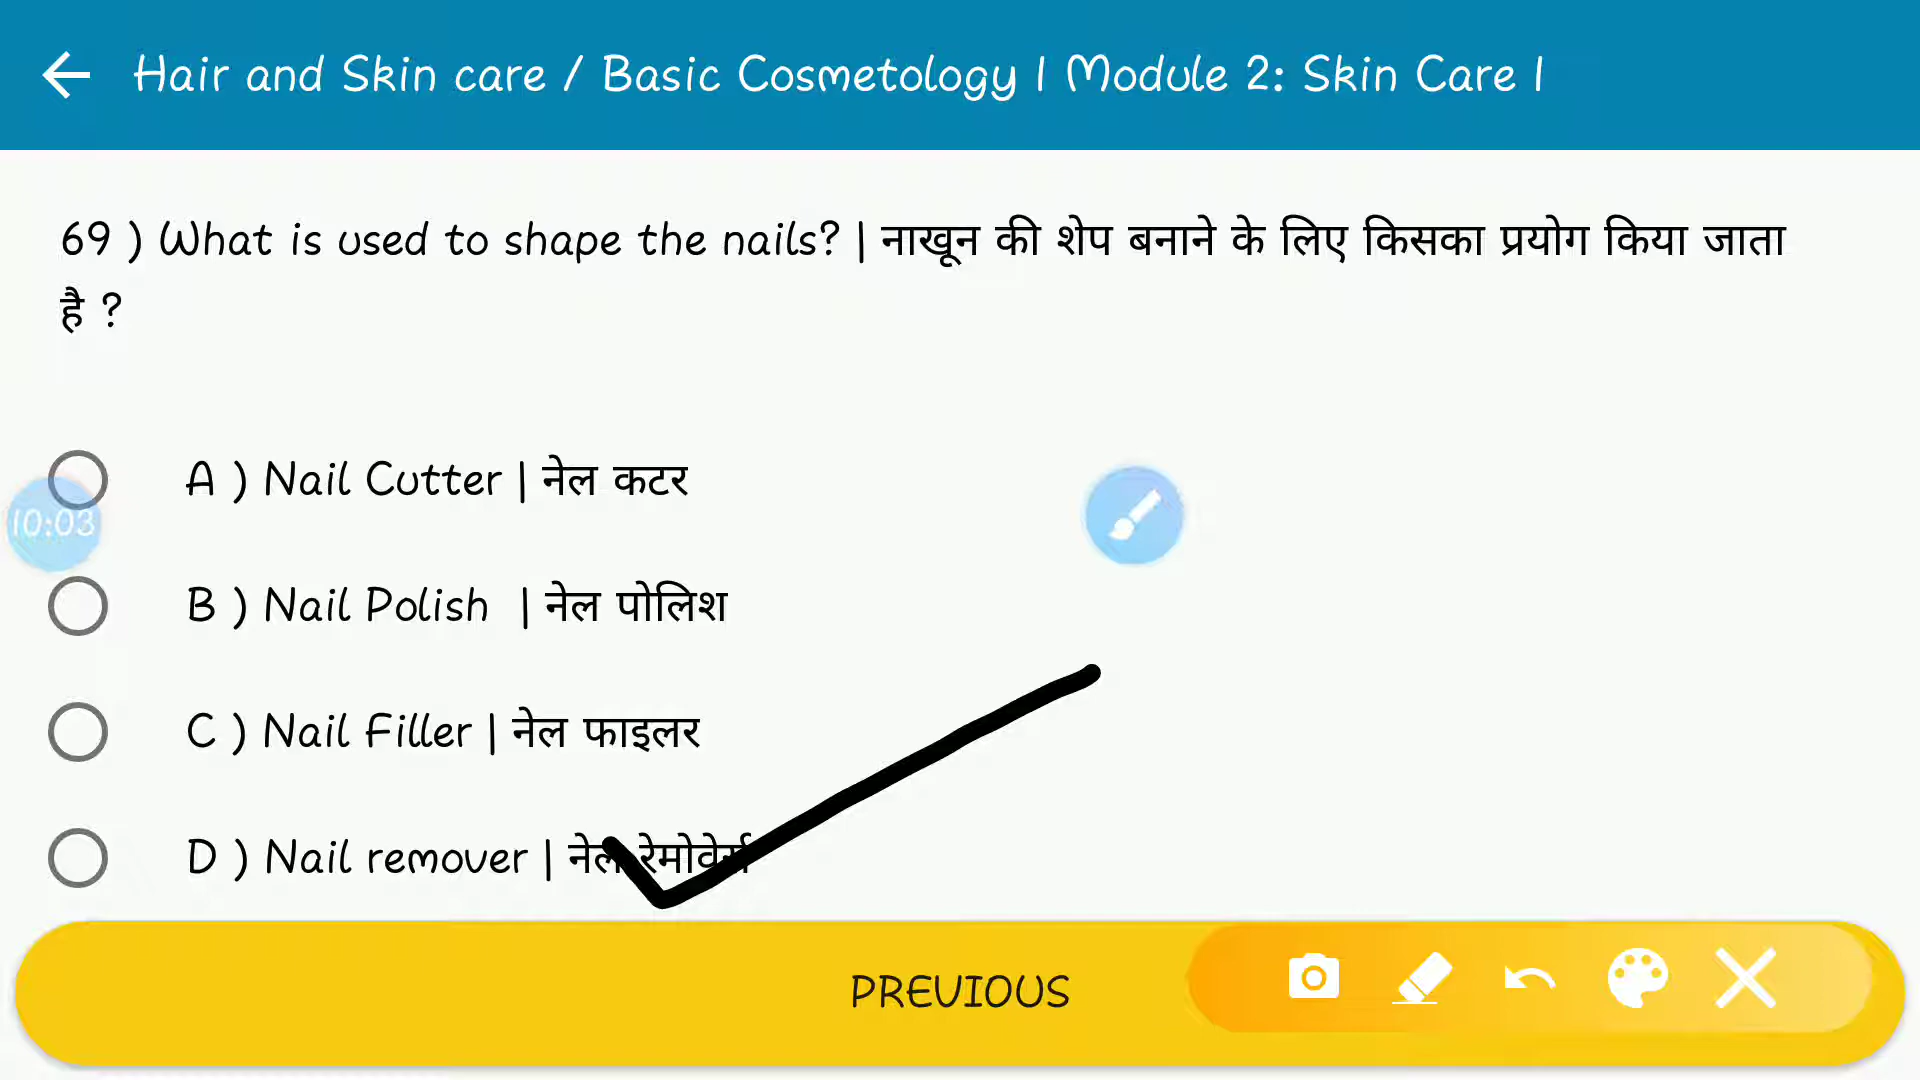 Hair and Skin care / Basic Cosmetology | Module 2: Skin Care |
69 ) What is used to shape the nails? | नाखून की शेप बनाने के लिए किसका प्रयोग किया जाता
है ?
A ) Nail Cutter | नेल कटर
10:03
B ) Nail Polish | नेल पोलिश
C ) Nail Filler | नेल फाइलर
D ) Nail remover | नेल
PREVIOUS